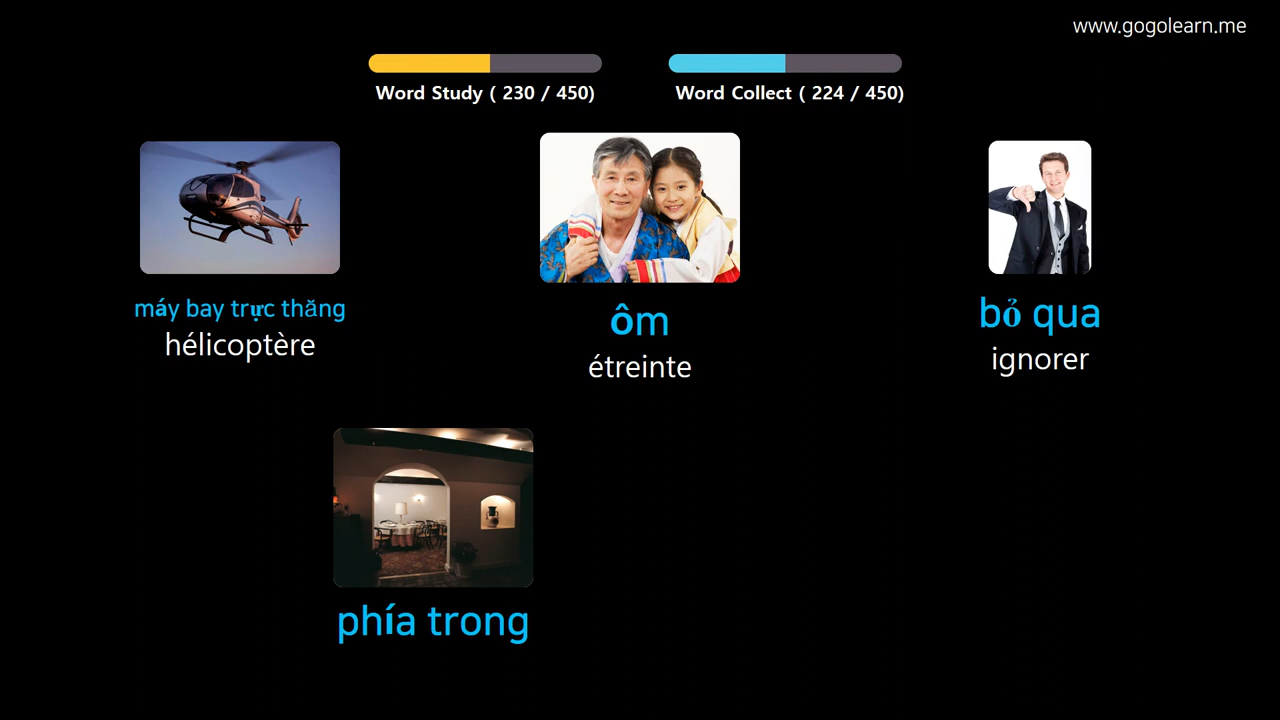 www.gogolearn.me
Word Study ( 230 / 450)
Word Collect ( 224 / 450)
máy bay trực thăng
hélicoptère
ôm
étreinte
bỏ qua
ignorer
phía trong